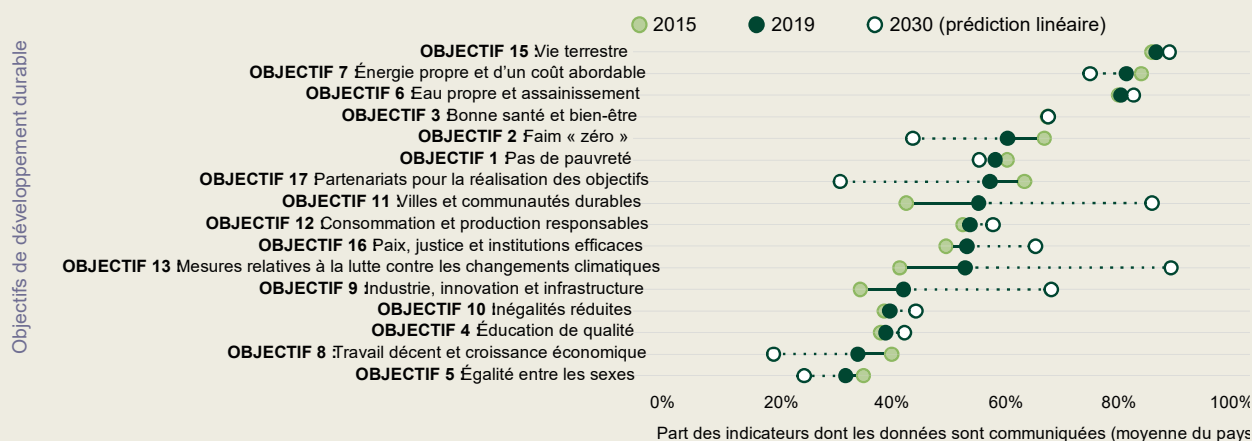 2015 2019 2030 (prédiction linéaire)
Objectifs de développement durable
OBJECTIF 15 : Vie terrestre
OBJECTIF 7 : Énergie propre et d'un coût abordable
OBJECTIF 6 : Eau propre et assainissement
OBJECTIF 3 : Bonne santé et bien-être
OBJECTIF 2 : Faim « zéro »
OBJECTIF 1 : Pas de pauvreté
OBJECTIF 17 Partenariats pour la réalisation des objectifs
OBJECTIF 11 : Villes et communautés durables
OBJECTIF 12 : Consommation et production responsables
OBJECTIF 16 Paix, justice et institutions efficaces
OBJECTIF 13 Mesures relatives à la lutte contre les changements climatiques
OBJECTIF 9 : Industrie, innovation et infrastructure
OBJECTIF 10 : Inégalités réduites
OBJECTIF 4 : Éducation de qualité
OBJECTIF 8 : Travail décent et croissance économique
OBJECTIF 5 : Égalité entre les sexes
0% 20% 40% 60% 80% 100%
Part des indicateurs dont les données sont communiquées (moyenne du pays